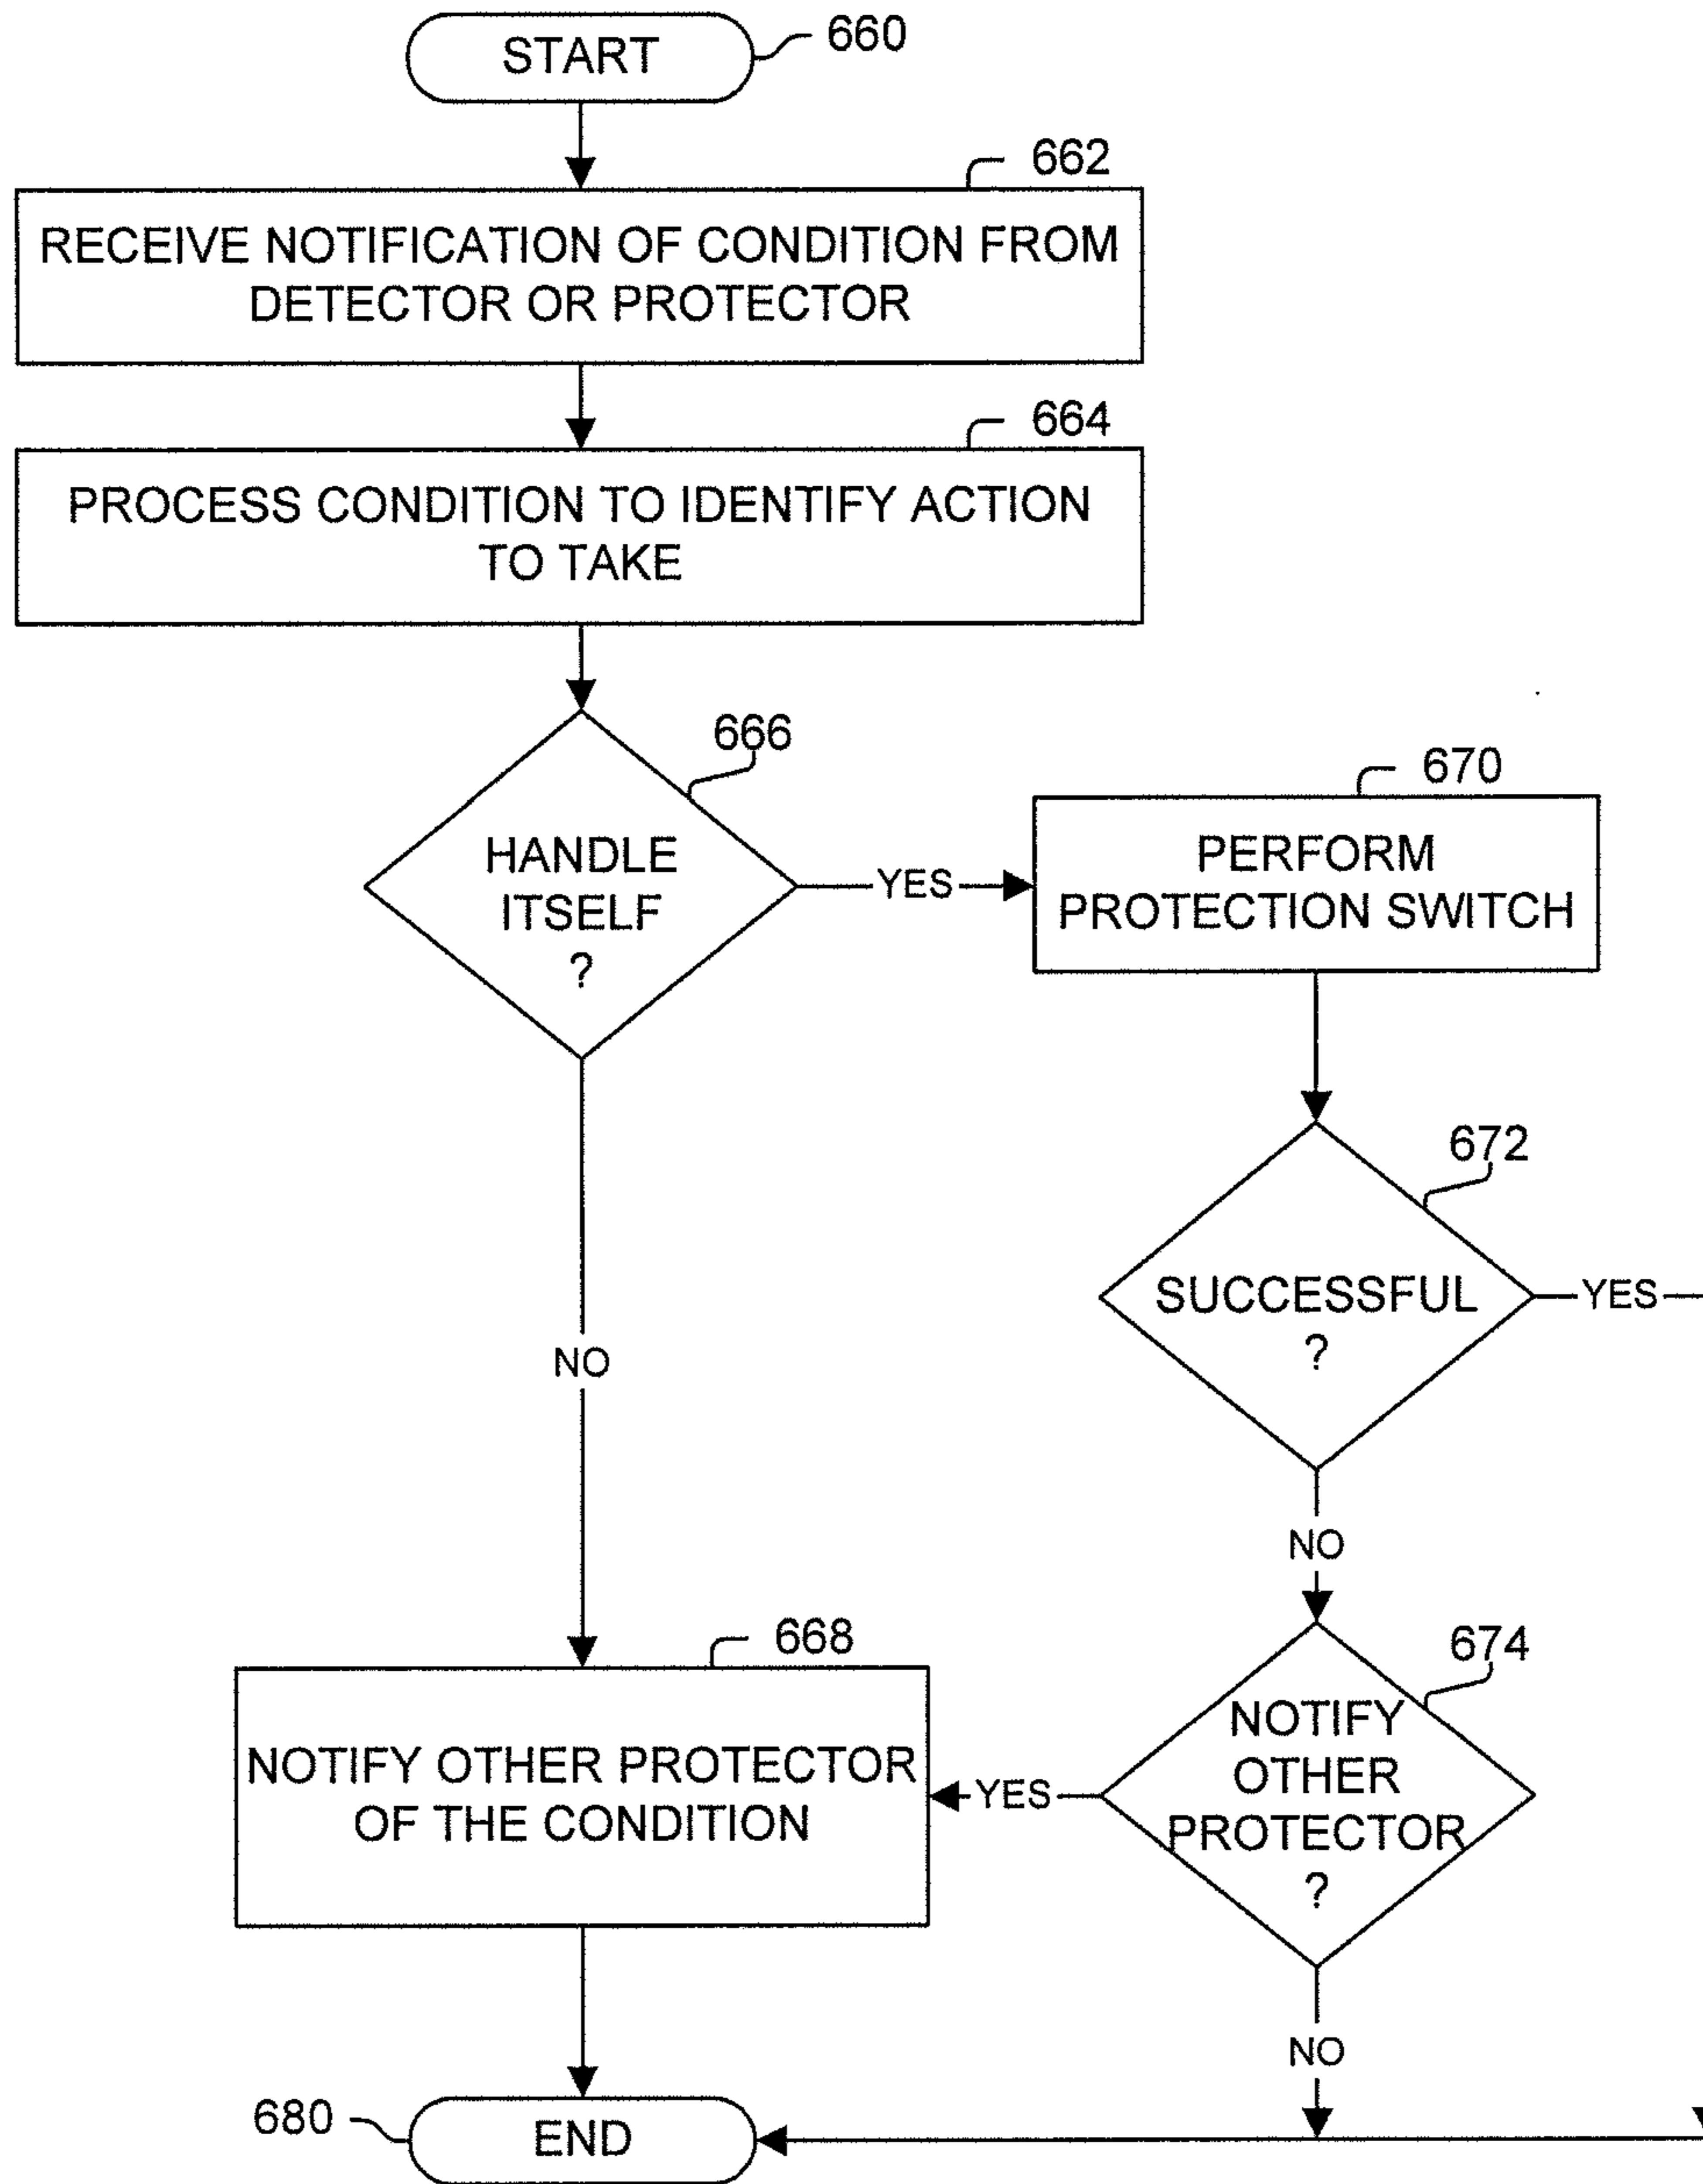 START
660
662
RECEIVE NOTIFICATION OF CONDITION FROM
DETECTOR OR PROTECTOR
664
PROCESS CONDITION TO IDENTIFY ACTION
TO TAKE
666
HANDLE
ITSELF
?
YES
670
PERFORM
PROTECTION SWITCH
672
SUCCESSFUL
?
YES
NO
NO
674
NOTIFY
OTHER
PROTECTOR
?
YES
668
NOTIFY OTHER PROTECTOR
OF THE CONDITION
NO
680
END